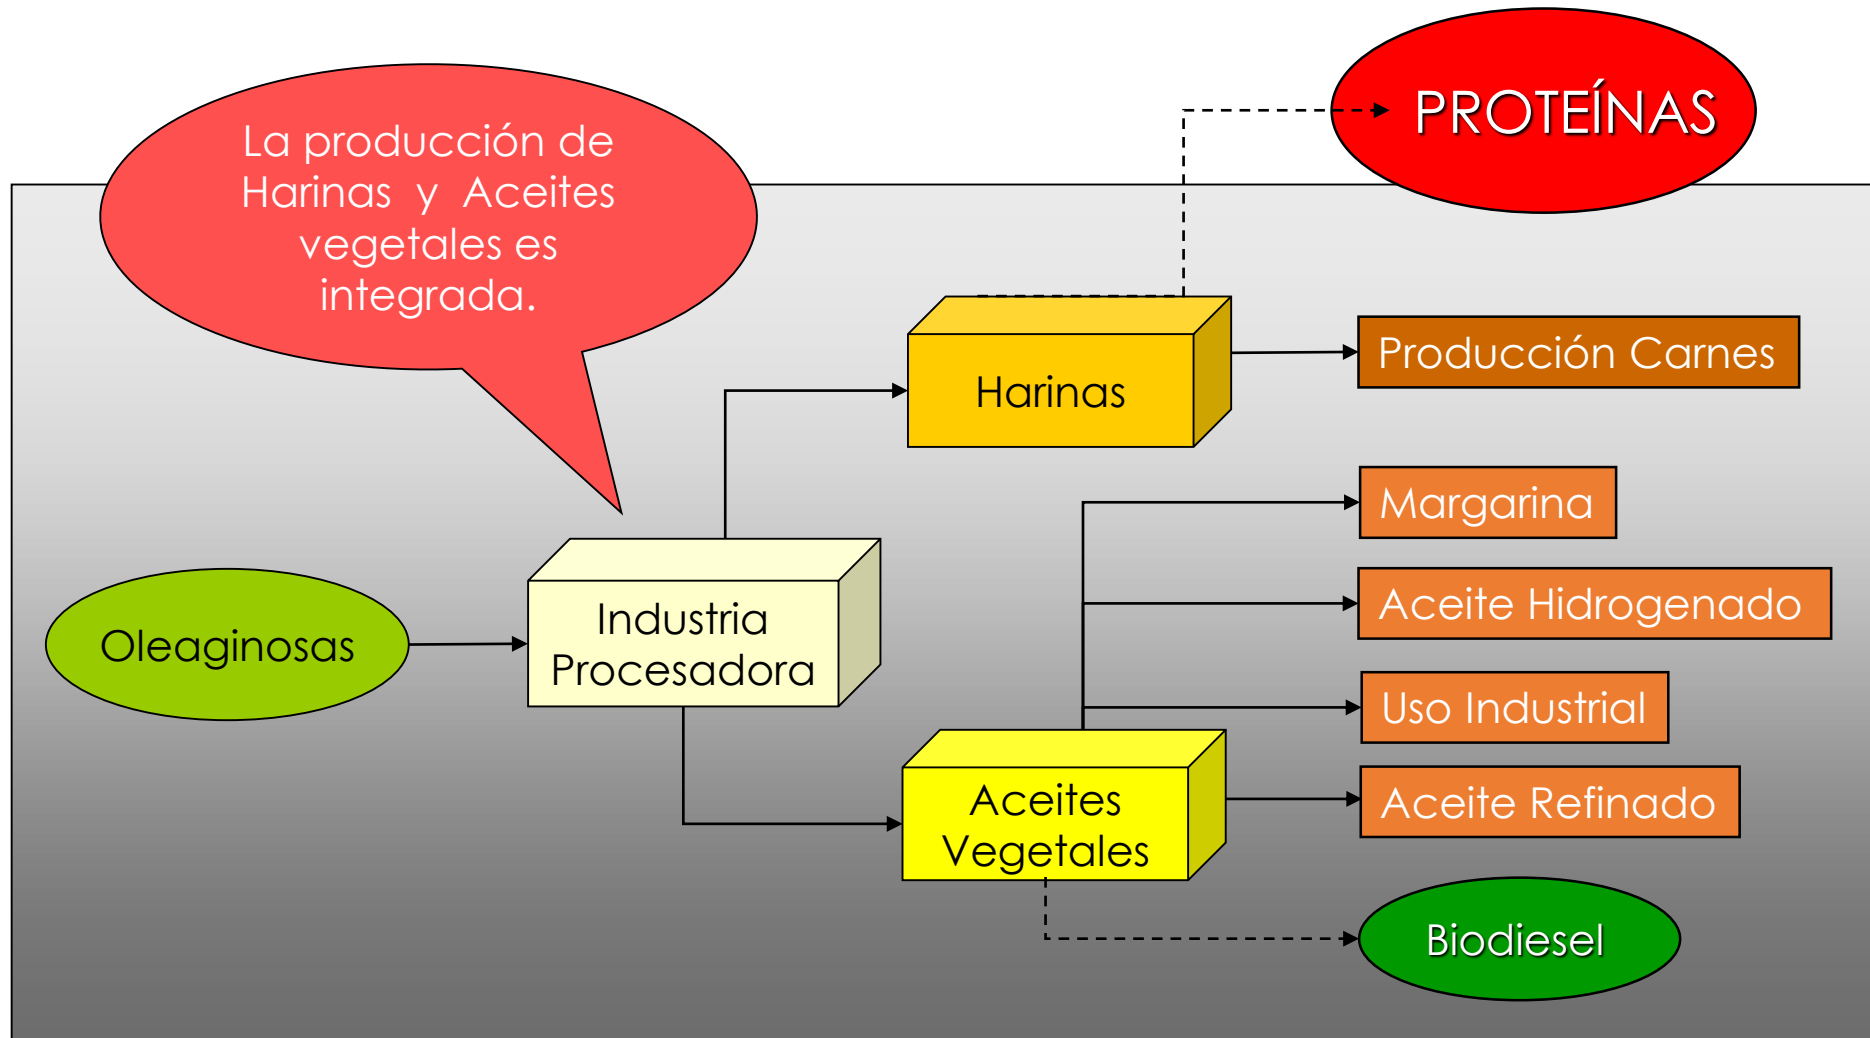 PROTEÍNAS
La producción de
Harinas y Aceites
vegetales es
integrada.
Harinas
Producción Carnes
Margarina
Aceite Hidrogenado
Industria
Procesadora
Oleaginosas
Uso Industrial
Aceites
Vegetales
Aceite Refinado
Biodiesel